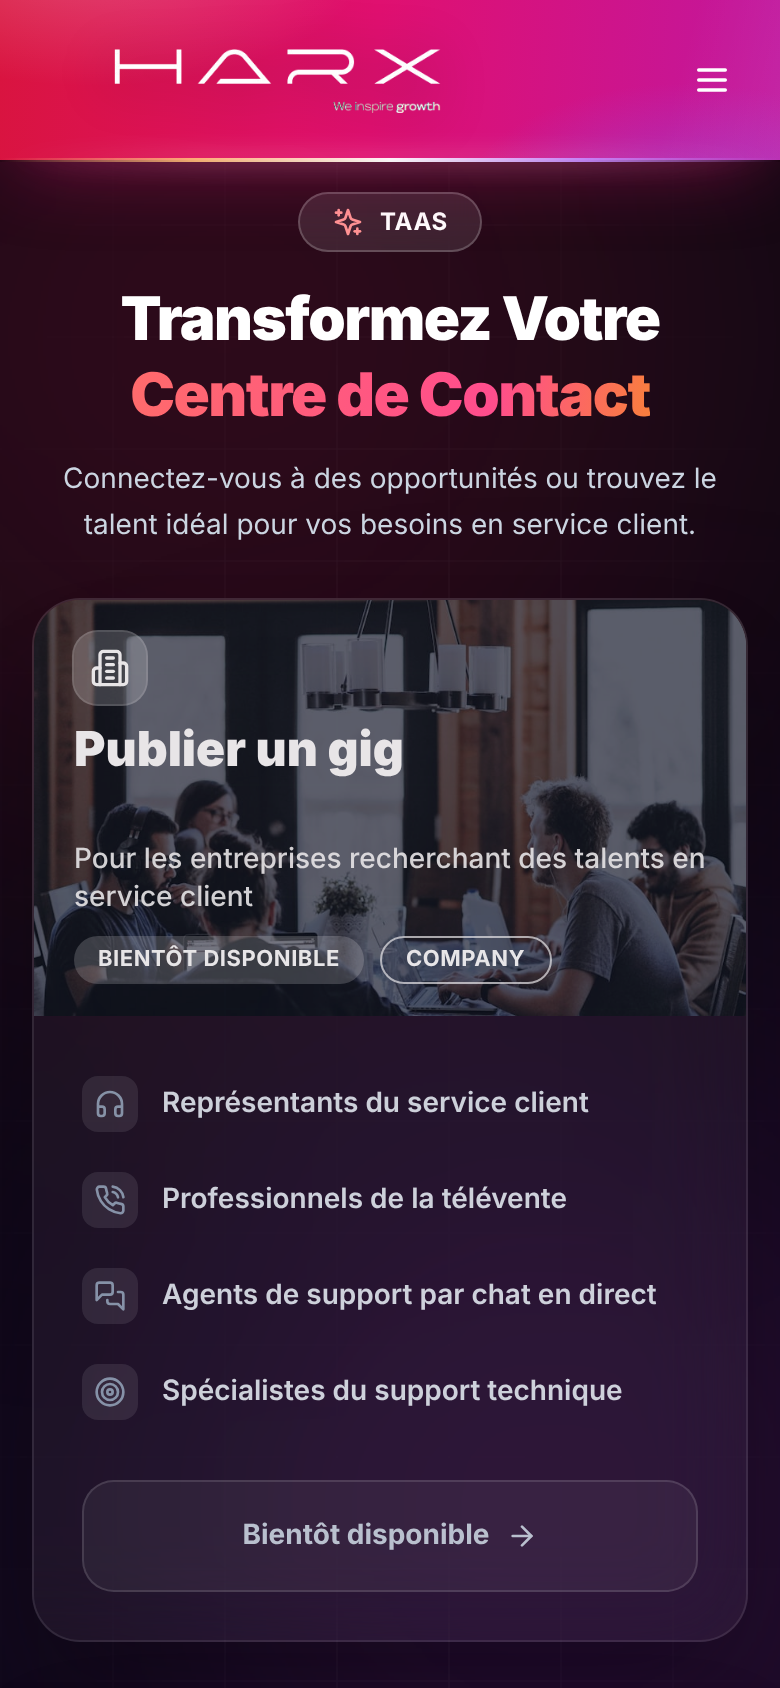 HARX
We inspire growth
TAAS
Transformez Votre
Centre de Contact
Connectez-vous à des opportunités ou trouvez le
talent idéal pour vos besoins en service client.
Publier un gig
Pour les entreprises recherchant des talents en
service client
BIENTÔT DISPONIBLE
COMPANY
Représentants du service client
Professionnels de la télévente
Agents de support par chat en direct
Spécialistes du support technique
Bientôt disponible